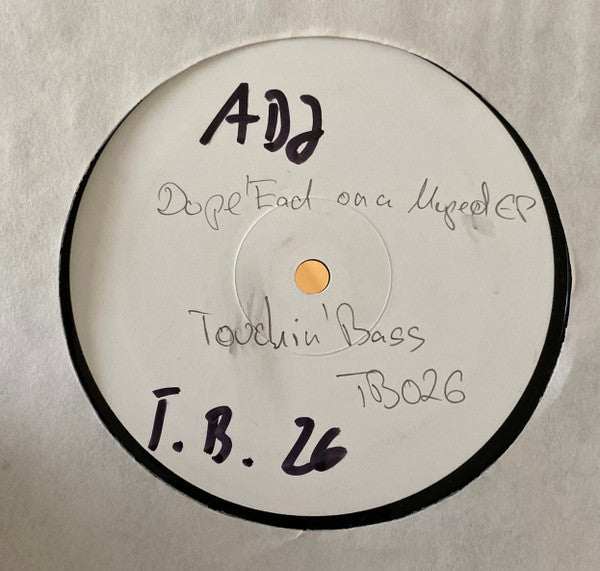 ADJ
Dope 'Ead on a Moped EP
Touchin' Bass
TB026
T.B. 26